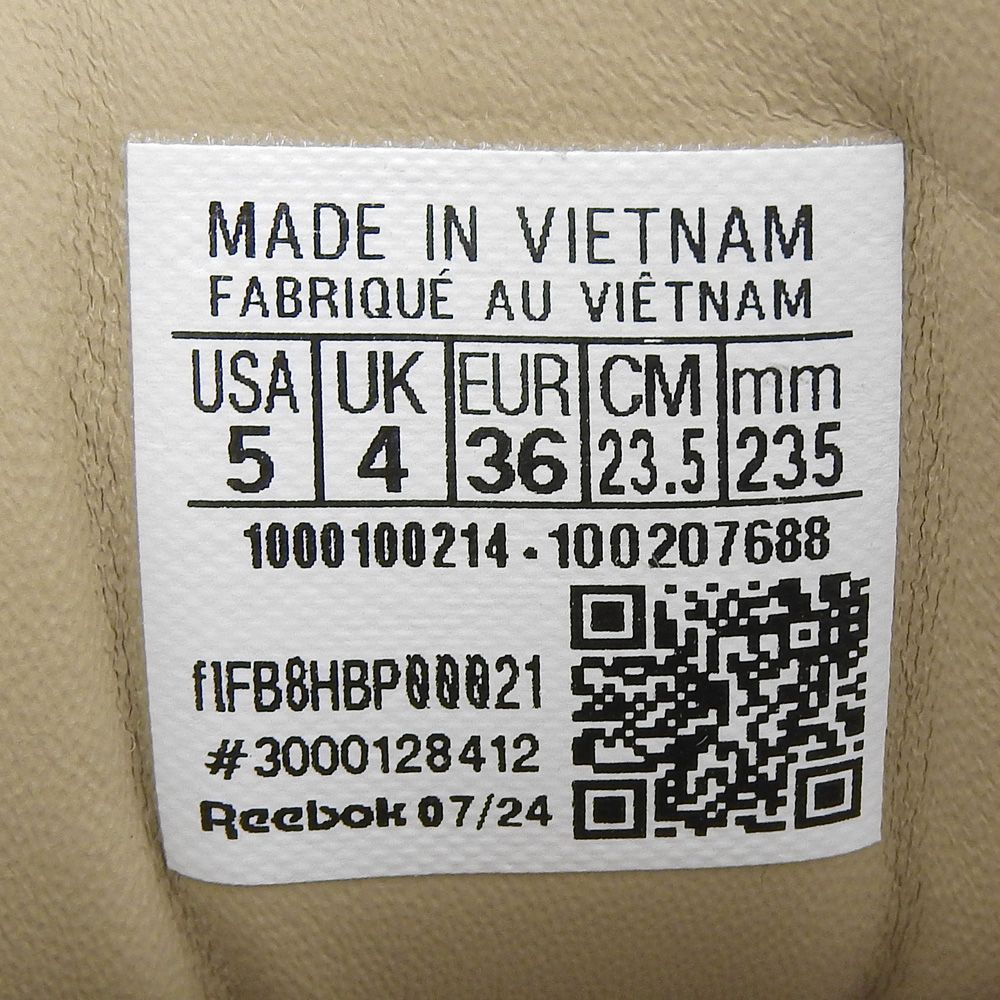 MADE IN VIETNAM
FABRIQUÉ AU VIÊTNAM
USA UK EUR CM mm
5 4 36 23.5 235
1000100214-100207688
f1FB8HBP00021
#3000128412
Reebok 07/24